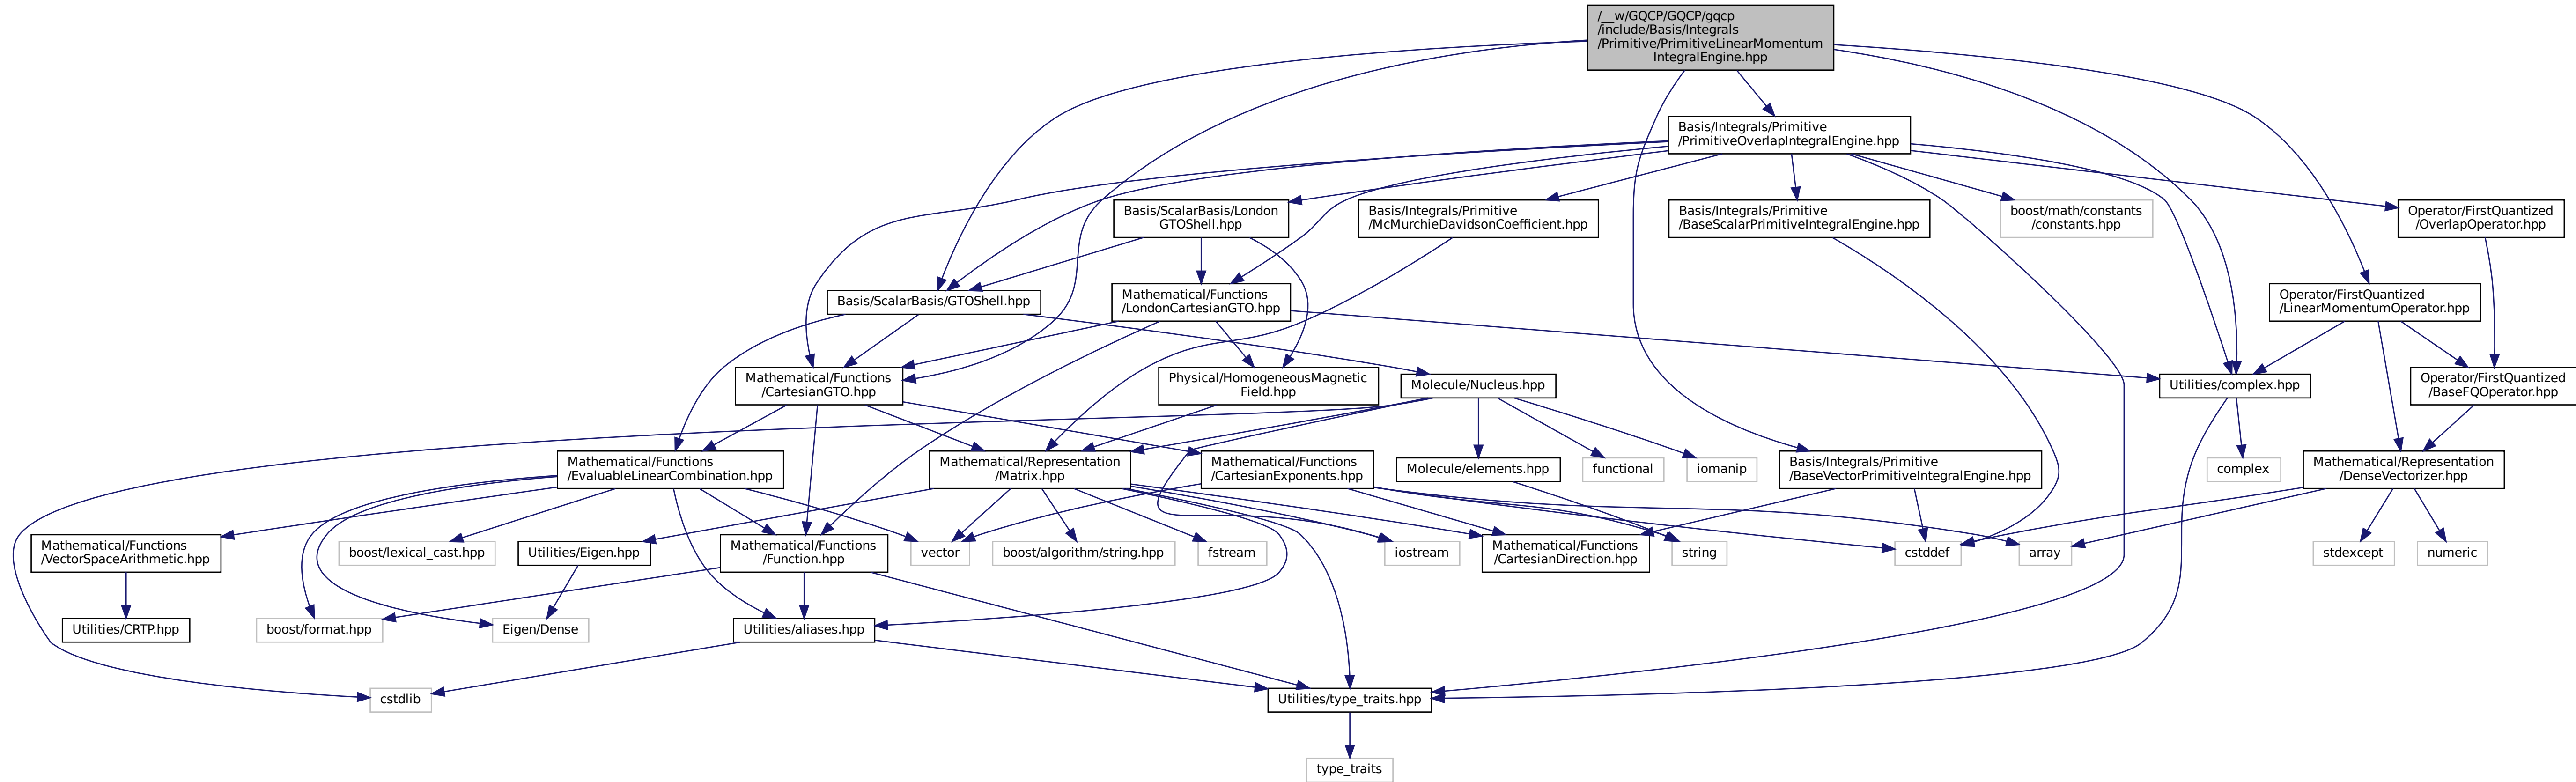 /__w/GQCP/GQCP/gqcp
/include/Basis/Integrals
/Primitive/PrimitiveLinearMomentum
IntegralEngine.hpp
Basis/Integrals/Primitive
/PrimitiveOverlapIntegralEngine.hpp
Basis/ScalarBasis/London
GTOShell.hpp
Basis/Integrals/Primitive
/McMurchieDavidsonCoefficient.hpp
Basis/Integrals/Primitive
/BaseScalarPrimitiveIntegralEngine.hpp
boost/math/constants
/constants.hpp
Operator/FirstQuantized
/OverlapOperator.hpp
Basis/ScalarBasis/GTOShell.hpp
Mathematical/Functions
/LondonCartesianGTO.hpp
Operator/FirstQuantized
/LinearMomentumOperator.hpp
Mathematical/Functions
/CartesianGTO.hpp
Physical/HomogeneousMagnetic
Field.hpp
Molecule/Nucleus.hpp
Utilities/complex.hpp
Operator/FirstQuantized
/BaseFQOperator.hpp
Mathematical/Functions
/EvaluableLinearCombination.hpp
Mathematical/Representation
/Matrix.hpp
Mathematical/Functions
/CartesianExponents.hpp
Molecule/elements.hpp
functional
iomanip
Basis/Integrals/Primitive
/BaseVectorPrimitiveIntegralEngine.hpp
complex
Mathematical/Representation
/DenseVectorizer.hpp
Mathematical/Functions
/VectorSpaceArithmetic.hpp
boost/lexical_cast.hpp
Utilities/Eigen.hpp
Mathematical/Functions
/Function.hpp
vector
boost/algorithm/string.hpp
fstream
iostream
Mathematical/Functions
/CartesianDirection.hpp
string
cstddef
array
stdexcept
numeric
Utilities/CRTP.hpp
boost/format.hpp
Eigen/Dense
Utilities/aliases.hpp
cstdlib
Utilities/type_traits.hpp
type_traits